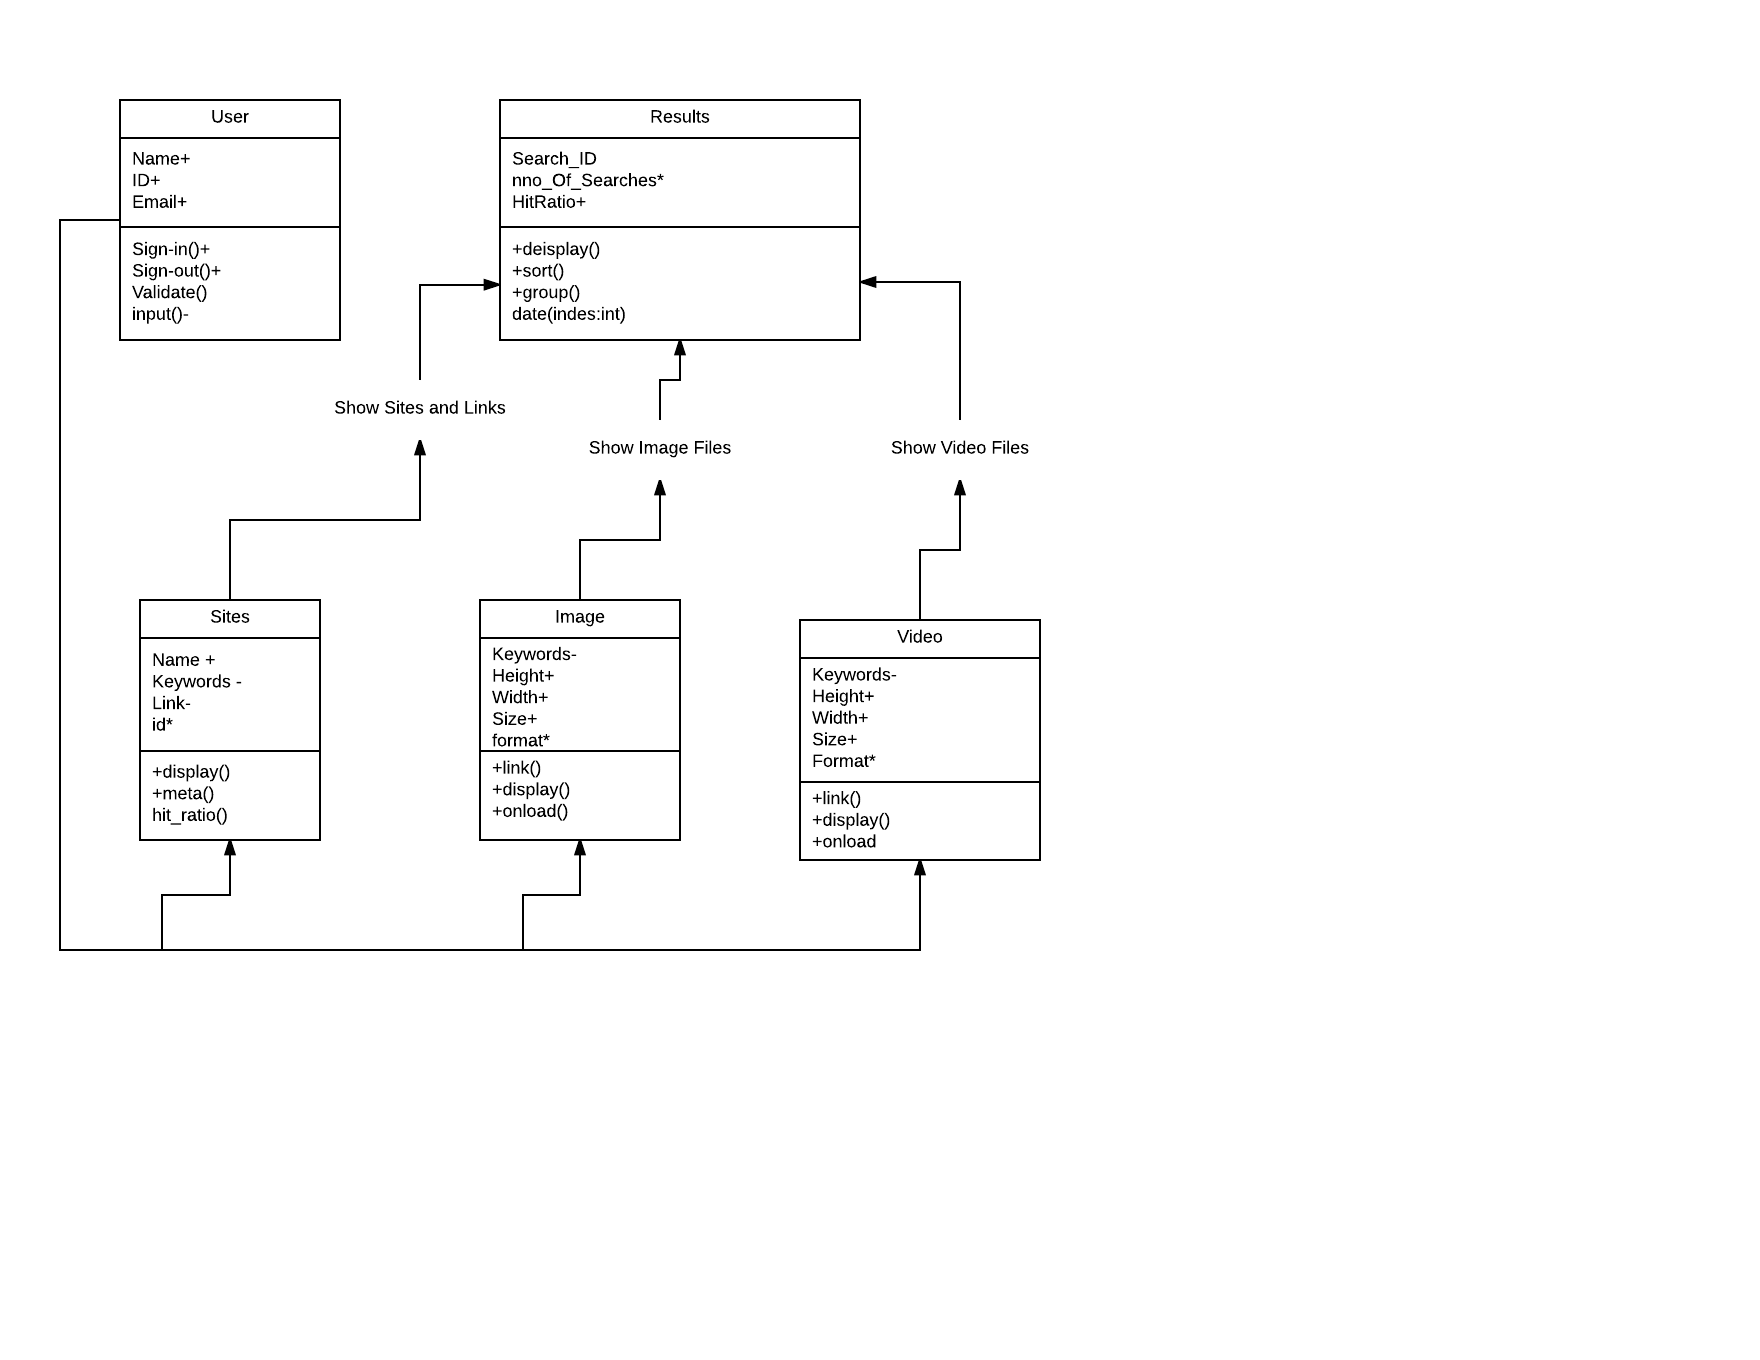 User
Name+
ID+
Email+
Sign-in()+
Sign-out()+
Validate()
input()-
Results
Search_ID
nno_Of_Searches*
HitRatio+
+deisplay()
+sort()
+group()
date(indes:int)
Show Sites and Links
Show Image Files
Show Video Files
Sites
Name +
Keywords -
Link-
id*
+display()
+meta()
hit_ratio()
Image
Keywords-
Height+
Width+
Size+
format*
+link()
+display()
+onload()
Video
Keywords-
Height+
Width+
Size+
Format*
+link()
+display()
+onload